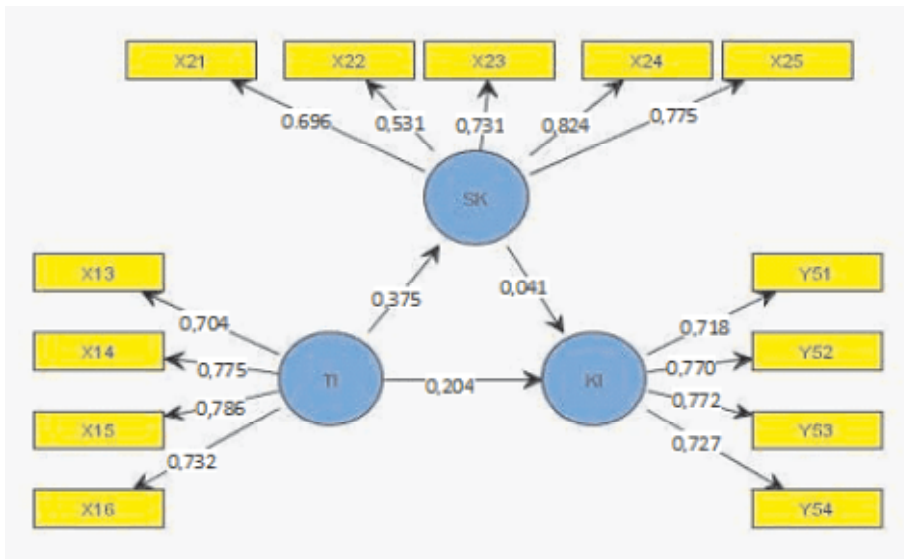 X21 X22 X23 X24 X25
0.696 0,531 0,731 0,824 0,775
SK
X13 Y51
0,375 0,041
0,704 0,718
X14 Y52
0,775 0,770
TI 0,204 KI
0,786 0,772
X15 Y53
0,732 0,727
X16 Y54